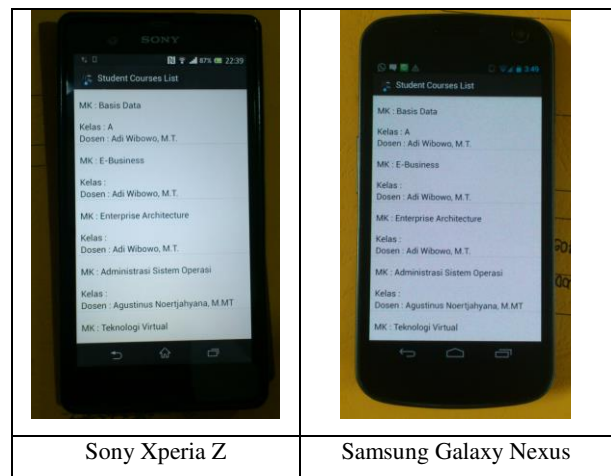 SONY
87% 22:39
Student Courses List
MK : Basis Data
Kelas : A
Dosen : Adi Wibowo, M.T.
MK : E-Business
Kelas :
Dosen : Adi Wibowo, M.T.
MK : Enterprise Architecture
Kelas :
Dosen : Adi Wibowo, M.T.
MK : Administrasi Sistem Operasi
Kelas :
Dosen : Agustinus Noertjahyana, M.MT
MK : Teknologi Virtual
3:46
Student Courses List
MK : Basis Data
Kelas : A
Dosen : Adi Wibowo, M.T.
MK : E-Business
Kelas :
Dosen : Adi Wibowo, M.T.
MK : Enterprise Architecture
Kelas :
Dosen : Adi Wibowo, M.T.
MK : Administrasi Sistem Operasi
Kelas :
Dosen : Agustinus Noertjahyana, M.MT
MK : Teknologi Virtual
Sony Xperia Z
Samsung Galaxy Nexus